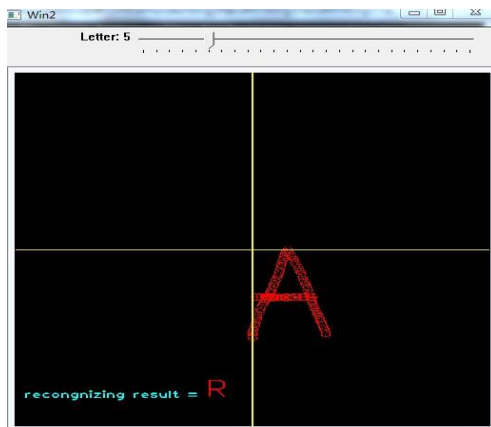 Win2
Letter: 5
A
recongnizing result = R